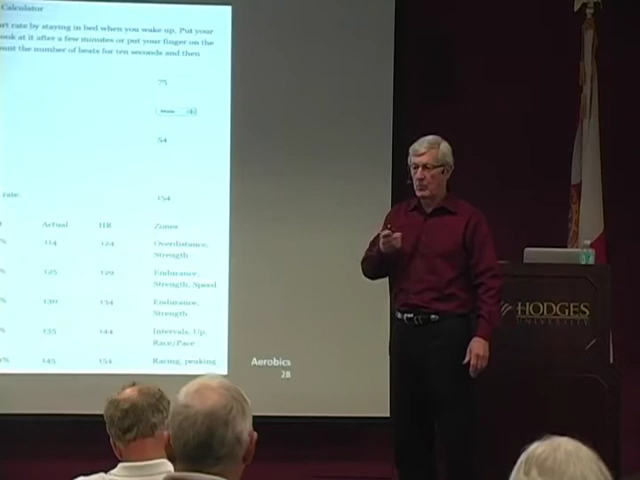 Calculator
rt rate by staying in bed when you wake up. Put your
ook at it after a few minutes or put your finger on the
ount the number of beats for ten seconds and then
75
Male
54
rate.
154
Actual HR Zones
% 114 124 Overdistance,
Strength
% 125 129 Endurance,
Strength, Speed
% 130 134 Endurance,
Strength
% 135 144 Intervals, Up,
Race/Pace
% 145 154 Racing, peaking
Aerobics
28
HODGES
UNIVERSITY